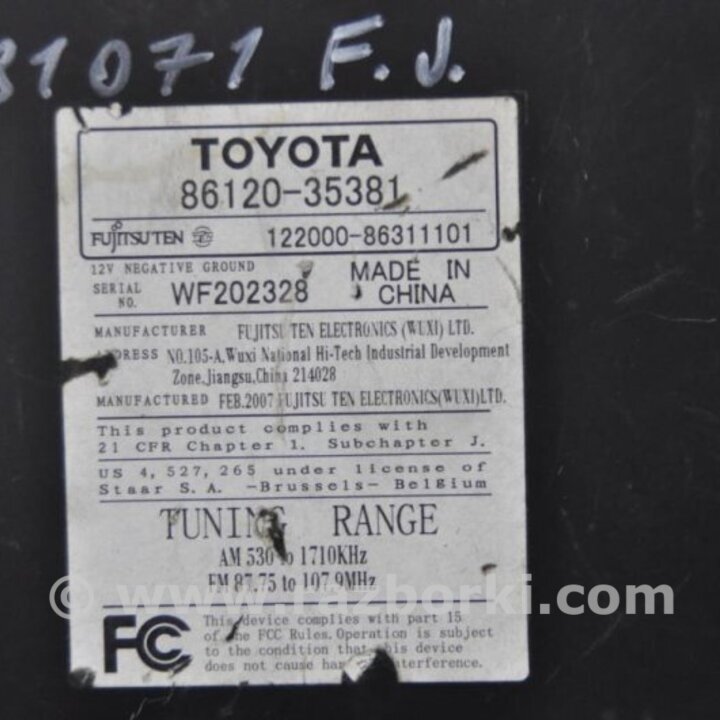 31071 F.J.
TOYOTA
86120-35381
FUJITSU TEN 122000-86311101
12V NEGATIVE GROUND
SERIAL NO. WF202328
MADE IN CHINA
MANUFACTURER FUJITSU TEN ELECTRONICS (WUXI) LTD.
ADDRESS NO.105-A,Wuxi National Hi-Tech Industrial Development
Zone,Jiangsu,China 214028
MANUFACTURED FEB.2007 FUJITSU TEN ELECTRONICS(WUXI)LTD.
This product complies with
21 CFR Chapter 1. Subchapter J.
US 4,527,265 under license of
Staar S.A. -Brussels- Belgium
TUNING RANGE
AM 530 to 1710KHz
FM 87.75 to 107.9MHz
© www.razborki.com
FC This device complies with part 15
of the FCC Rules. Operation is subject
to the condition that this device
does not cause harmful interference.